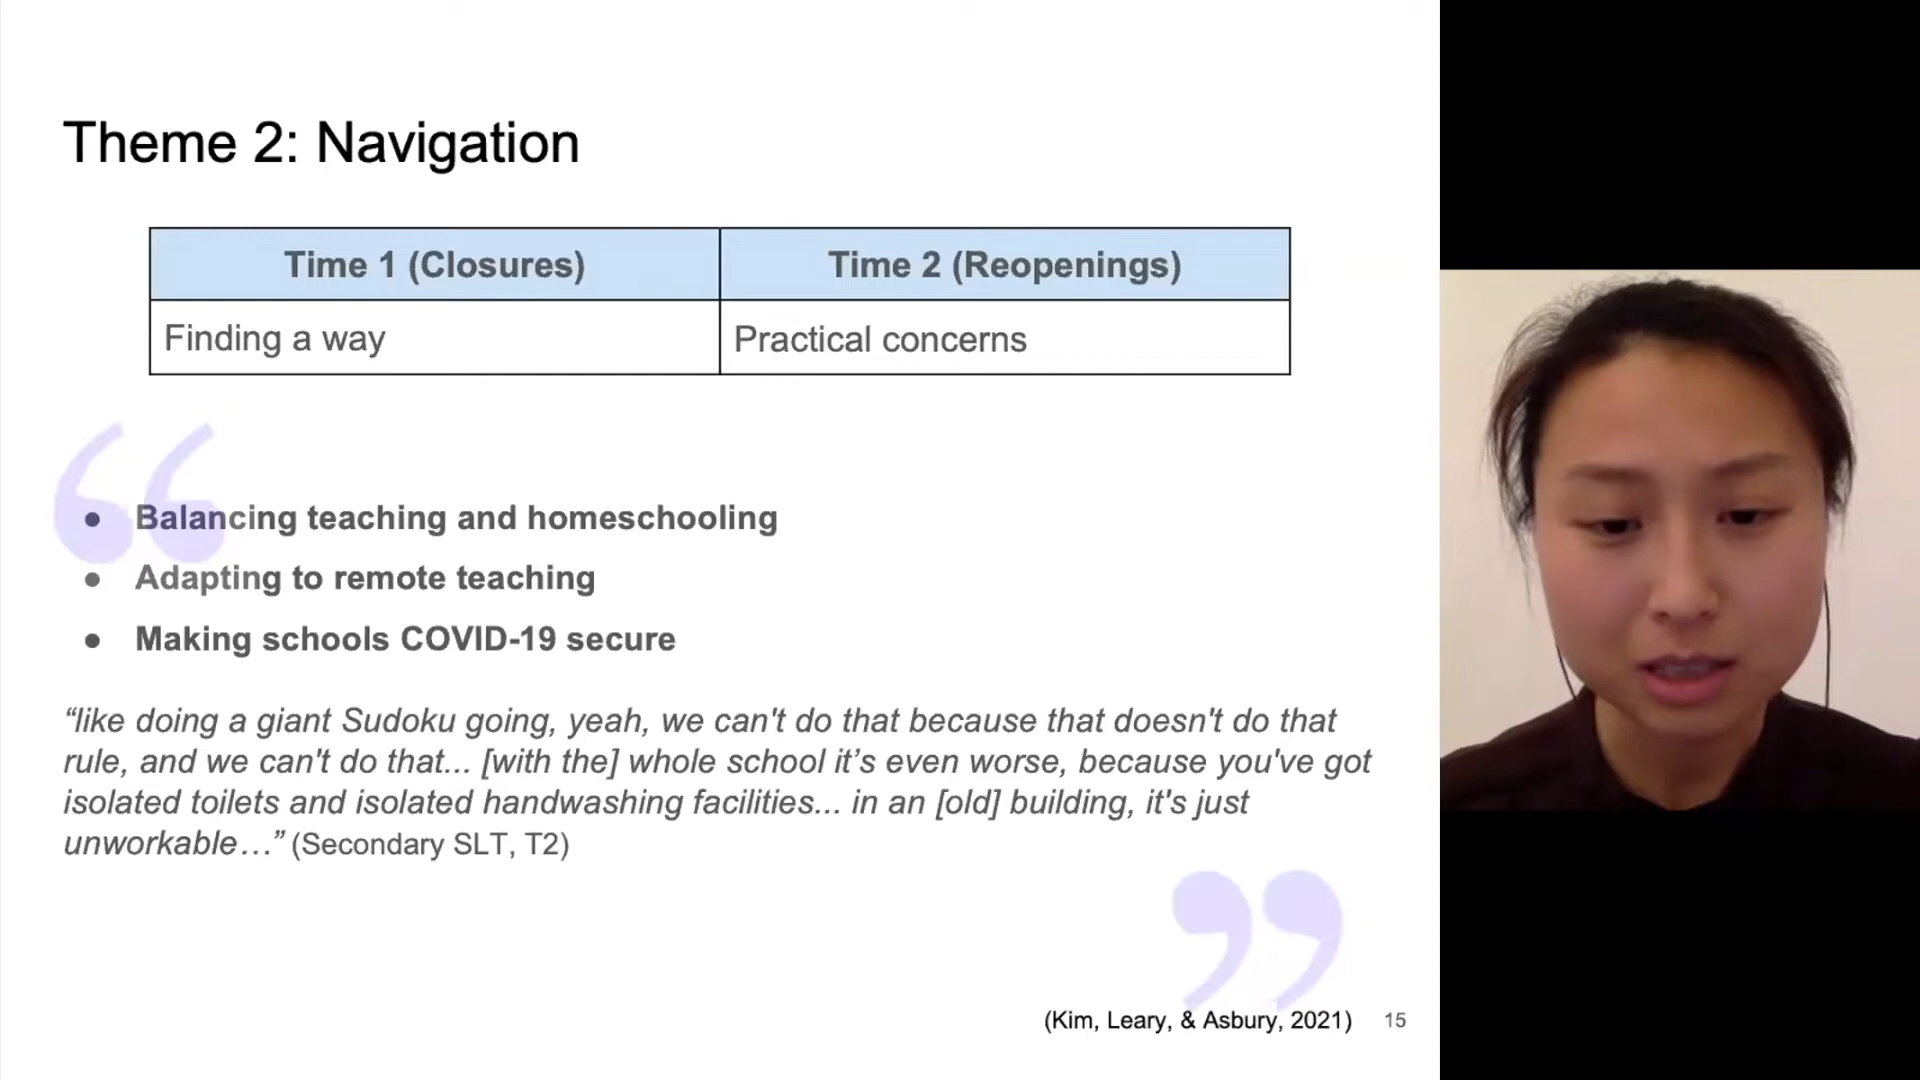 Theme 2: Navigation
Time 1 (Closures) Time 2 (Reopenings)
Finding a way Practical concerns
● Balancing teaching and homeschooling
● Adapting to remote teaching
● Making schools COVID-19 secure
“like doing a giant Sudoku going, yeah, we can't do that because that doesn't do that
rule, and we can't do that... [with the] whole school it’s even worse, because you've got
isolated toilets and isolated handwashing facilities... in an [old] building, it's just
unworkable…” (Secondary SLT, T2)
(Kim, Leary, & Asbury, 2021) 15